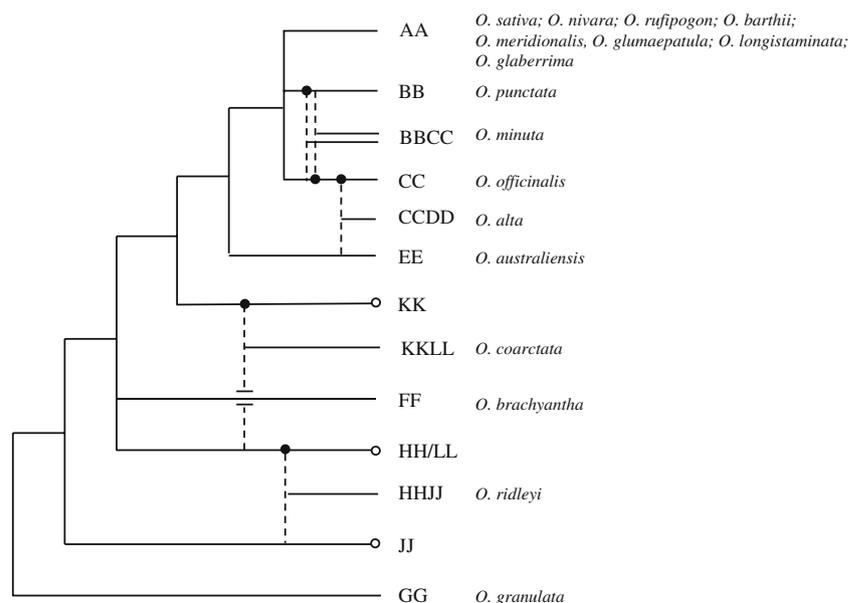 AA O. sativa; O. nivara; O. rufipogon; O. barthii;
O. meridionalis, O. glumaepatula; O. longistaminata;
O. glaberrima
BB O. punctata
BBCC O. minuta
CC O. officinalis
CCDD O. alta
EE O. australiensis
KK
KKLL O. coarctata
FF O. brachyantha
HH/LL
HHJJ O. ridleyi
JJ
GG O. granulata